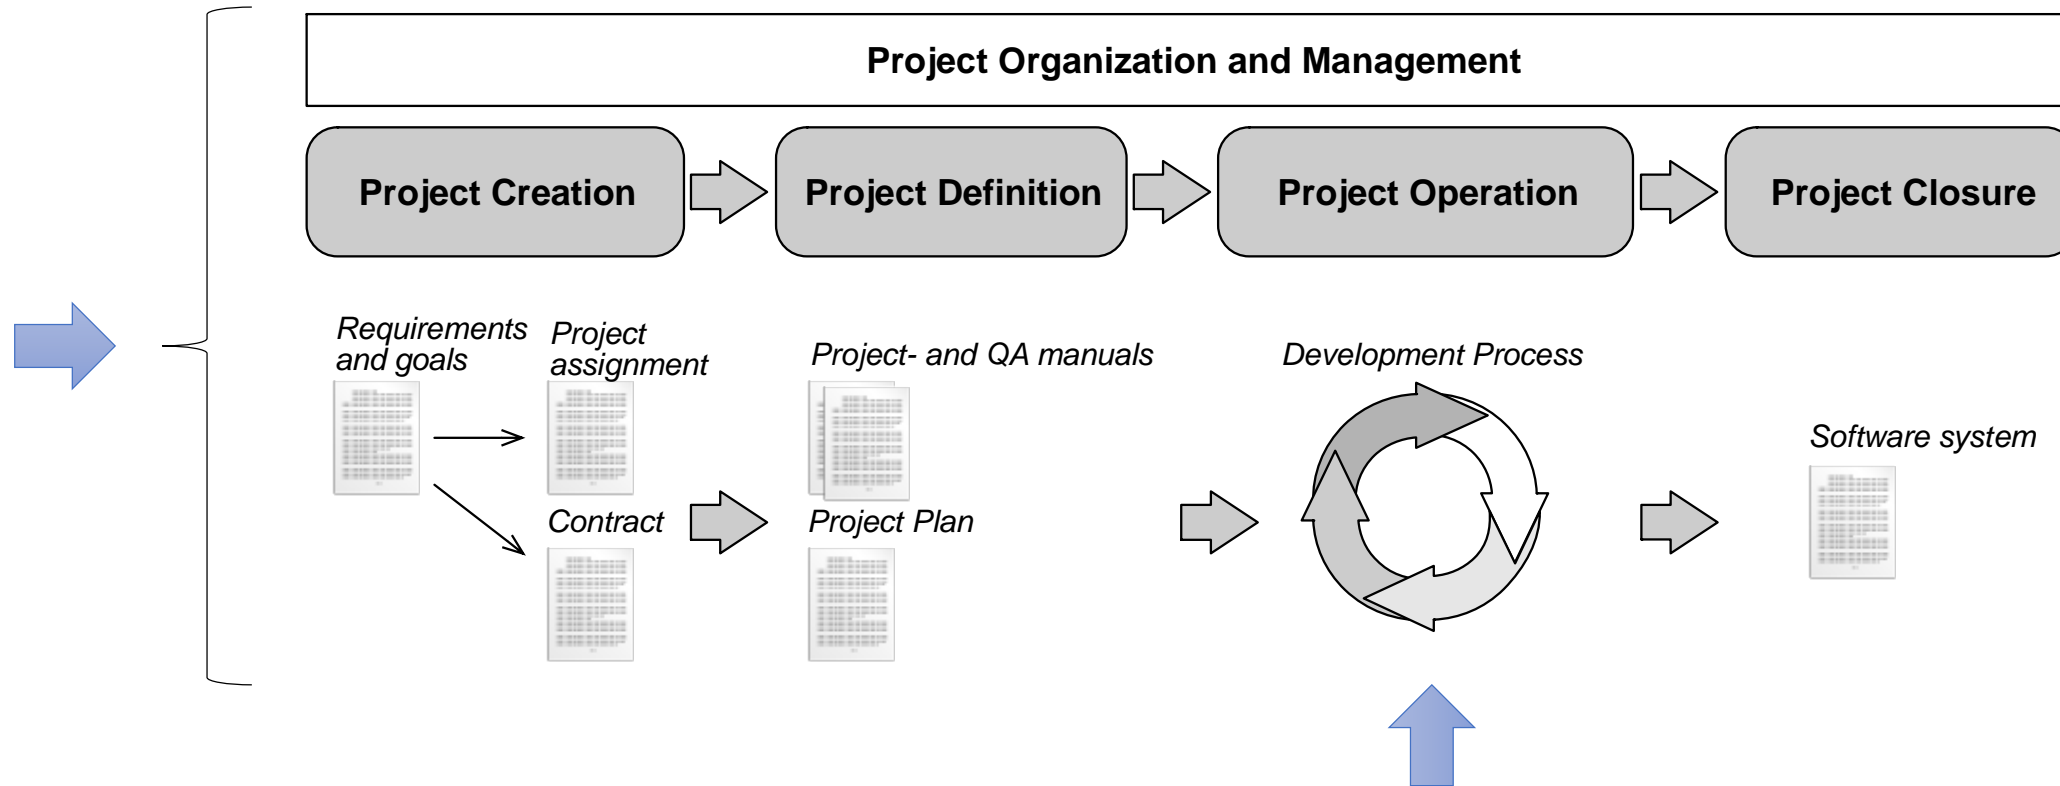 Project Organization and Management
Project Creation
Project Definition
Project Operation
Project Closure
Requirements
and goals
Project
assignment
Project- and QA manuals
Development Process
Software system
Contract
Project Plan